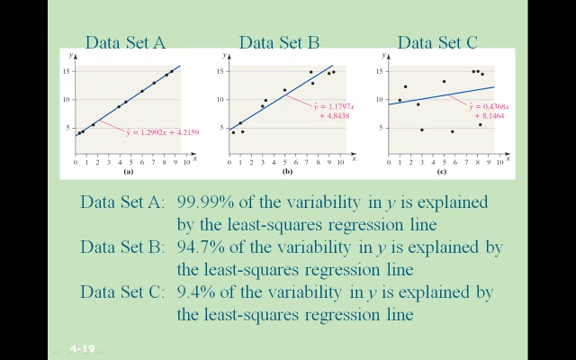 Data Set A Data Set B Data Set C
y
15
10
5
0 1 2 3 4 5 6 7 8 9 10 x
ŷ = 1.2992x + 4.2159
(a)
y
15
10
5
0 1 2 3 4 5 6 7 8 9 10 x
ŷ = 1.1797x
+ 4.8438
(b)
y
15
10
5
0 1 2 3 4 5 6 7 8 9 10 x
ŷ = 0.4368x
+ 8.1464
(c)
Data Set A: 99.99% of the variability in y is explained
by the least-squares regression line
Data Set B: 94.7% of the variability in y is explained by
the least-squares regression line
Data Set C: 9.4% of the variability in y is explained by
the least-squares regression line
4-19